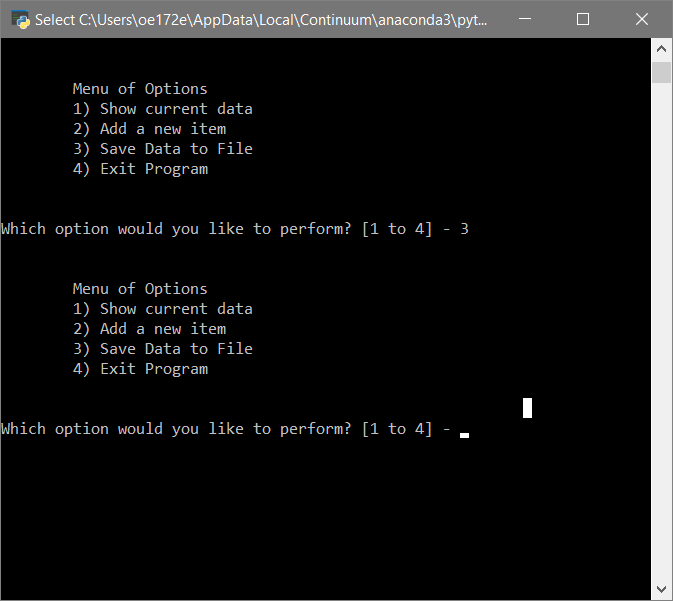 Select C:\Users\oe172e\AppData\Local\Continuum\anaconda3\pyt...
Menu of Options
1) Show current data
2) Add a new item
3) Save Data to File
4) Exit Program
Which option would you like to perform? [1 to 4] - 3
Menu of Options
1) Show current data
2) Add a new item
3) Save Data to File
4) Exit Program
Which option would you like to perform? [1 to 4] -